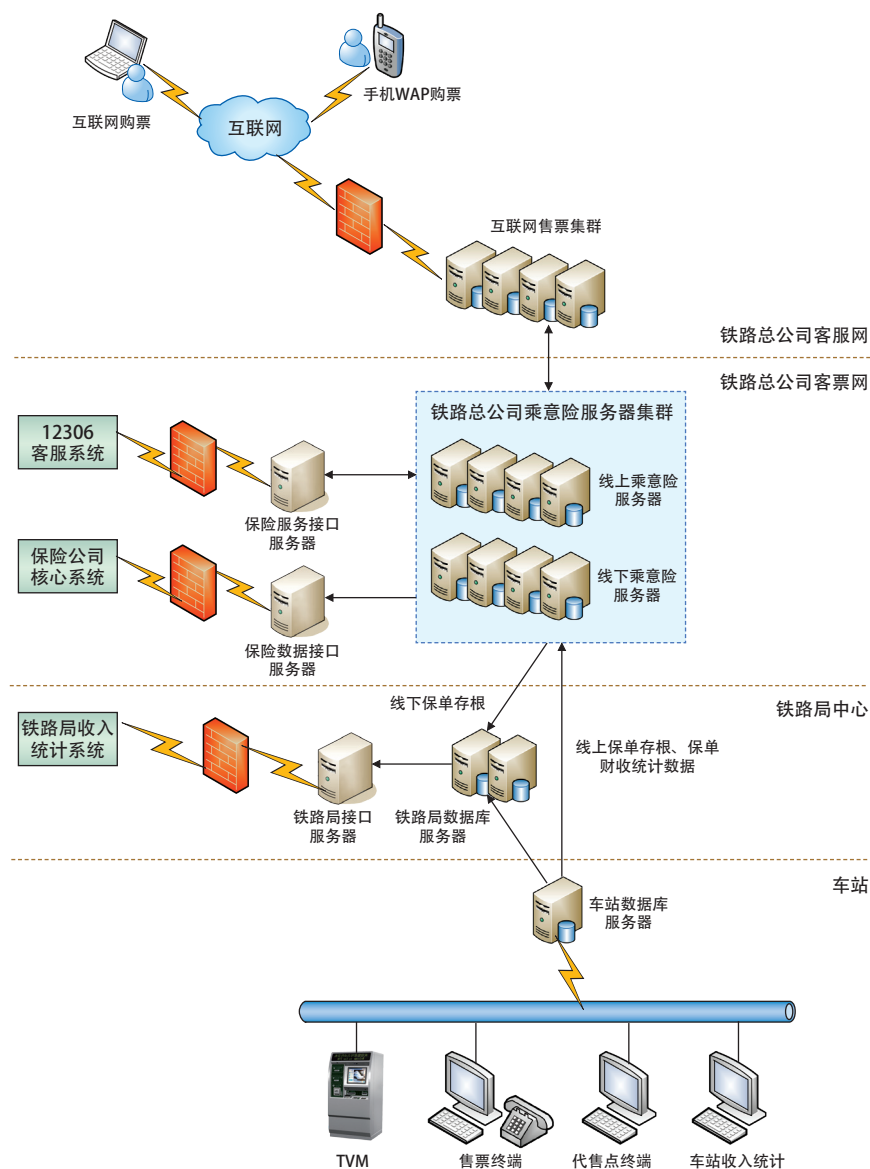 互联网购票
手机WAP购票
互联网
互联网售票集群
铁路总公司客服网
铁路总公司客票网
铁路总公司乘意险服务器集群
12306
客服系统
保险服务接口
服务器
线上乘意险
服务器
保险公司
核心系统
保险数据接口
服务器
线下乘意险
服务器
线下保单存根
铁路局中心
铁路局收入
统计系统
铁路局接口
服务器
铁路局数据库
服务器
线上保单存根、保单
财收统计数据
车站
车站数据库
服务器
TVM
售票终端
代售点终端
车站收入统计